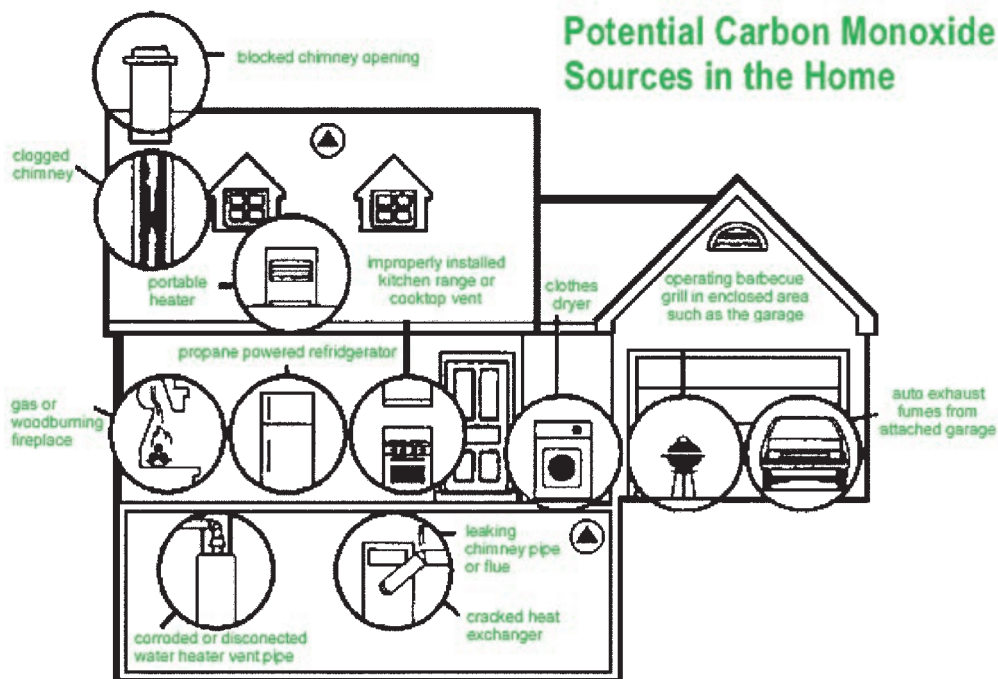 Potential Carbon Monoxide
Sources in the Home
blocked chimney opening
clogged
chimney
portable
heater
improperly installed
kitchen range or
cooktop vent
clothes
dryer
operating barbecue
grill in enclosed area
such as the garage
propane powered refridgerator
gas or
woodburning
fireplace
auto exhaust
fumes from
attached garage
leaking
chimney pipe
or flue
cracked heat
exchanger
corroded or disconected
water heater vent pipe